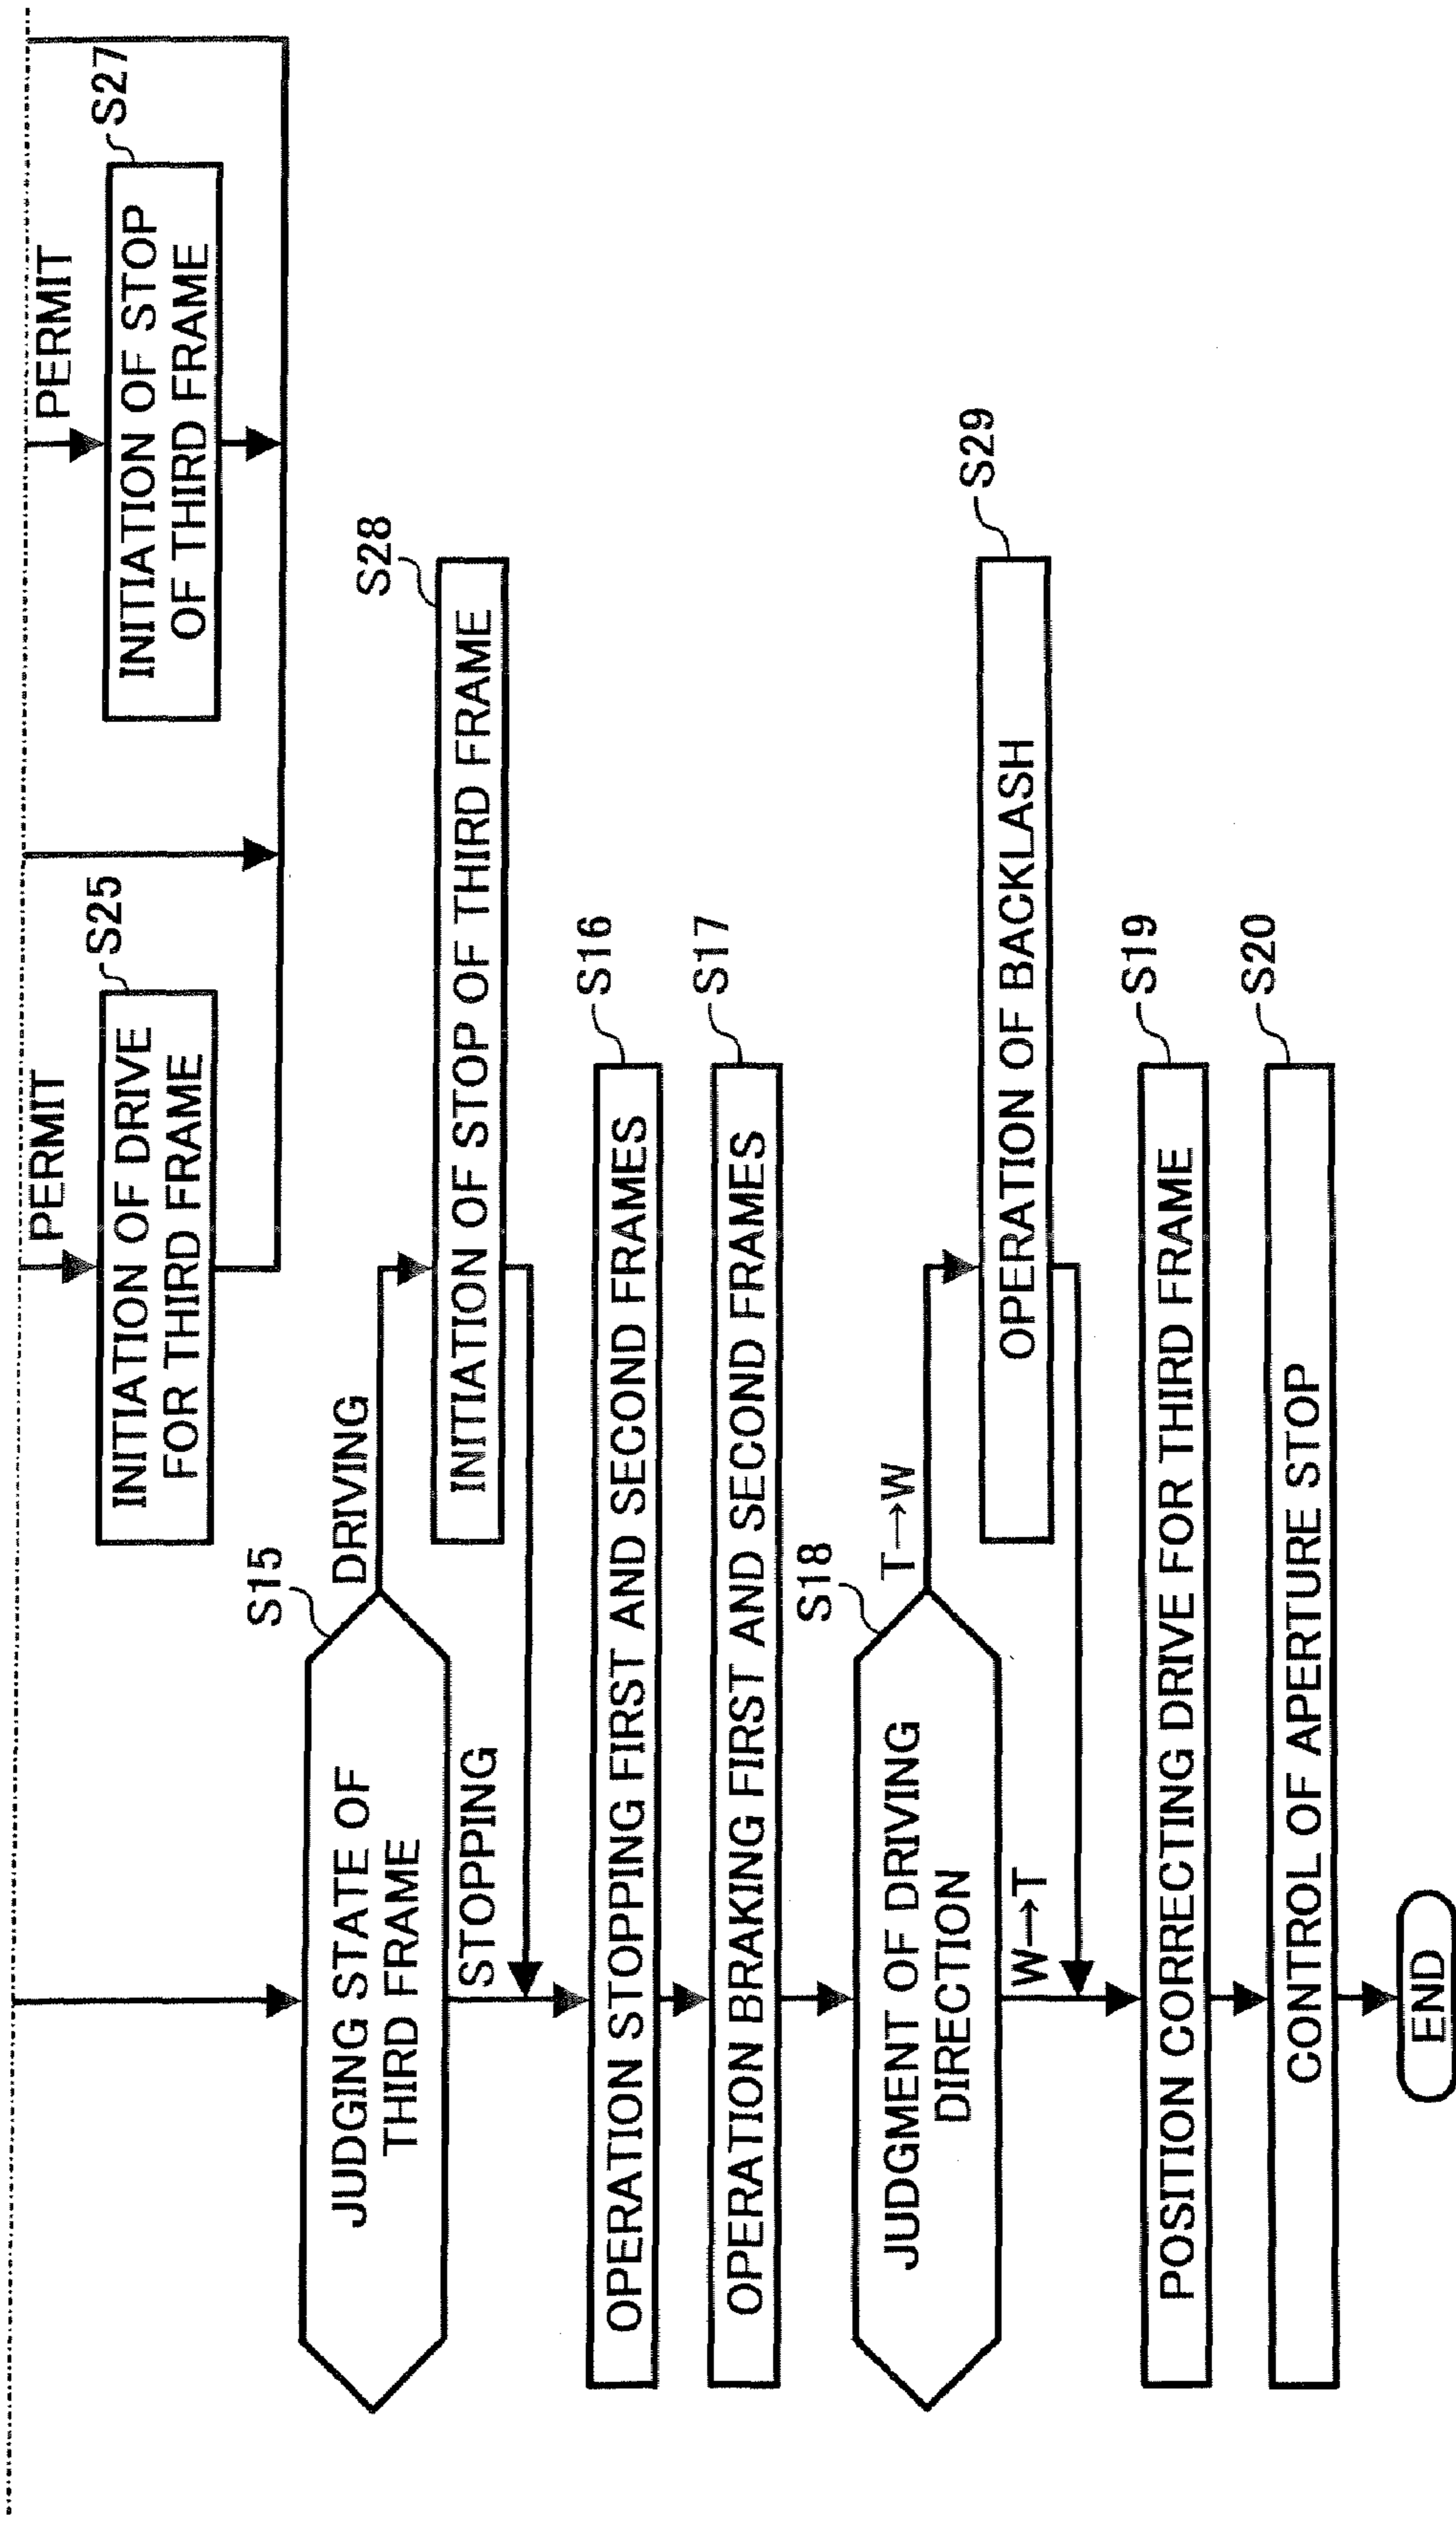 PERMIT
PERMIT
S25
S27
INITIATION OF DRIVE
FOR THIRD FRAME
INITIATION OF STOP
OF THIRD FRAME
S15
JUDGING STATE OF
THIRD FRAME
DRIVING
S28
INITIATION OF STOP OF THIRD FRAME
STOPPING
S16
OPERATION STOPPING FIRST AND SECOND FRAMES
S17
OPERATION BRAKING FIRST AND SECOND FRAMES
S18
JUDGMENT OF DRIVING
DIRECTION
T→W
S29
OPERATION OF BACKLASH
W→T
S19
POSITION CORRECTING DRIVE FOR THIRD FRAME
S20
CONTROL OF APERTURE STOP
END